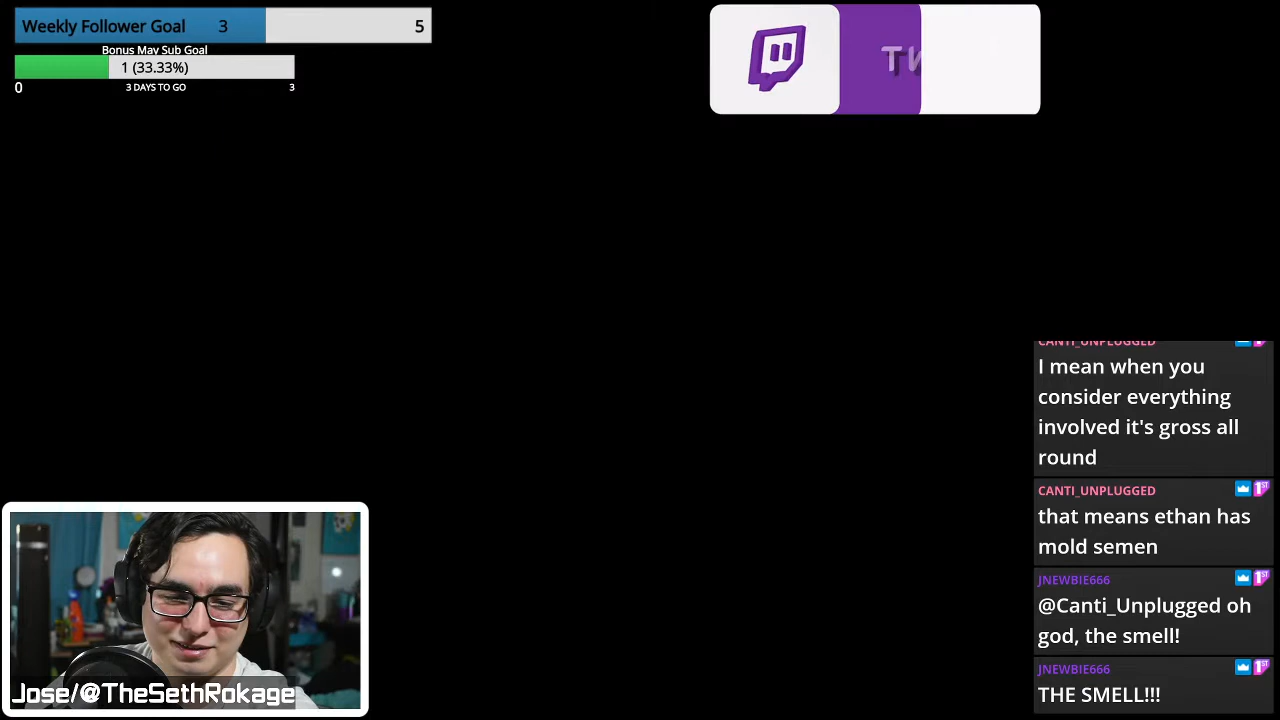 Weekly Follower Goal 3 5
Bonus May Sub Goal
1 (33.33%)
0 3 DAYS TO GO 3
TW
CANTI_UNPLUGGED
I mean when you
consider everything
involved it's gross all
round
CANTI_UNPLUGGED
that means ethan has
mold semen
JNEWBIE666
@Canti_Unplugged oh
god, the smell!
JNEWBIE666
THE SMELL!!!
Jose/@TheSethRokage